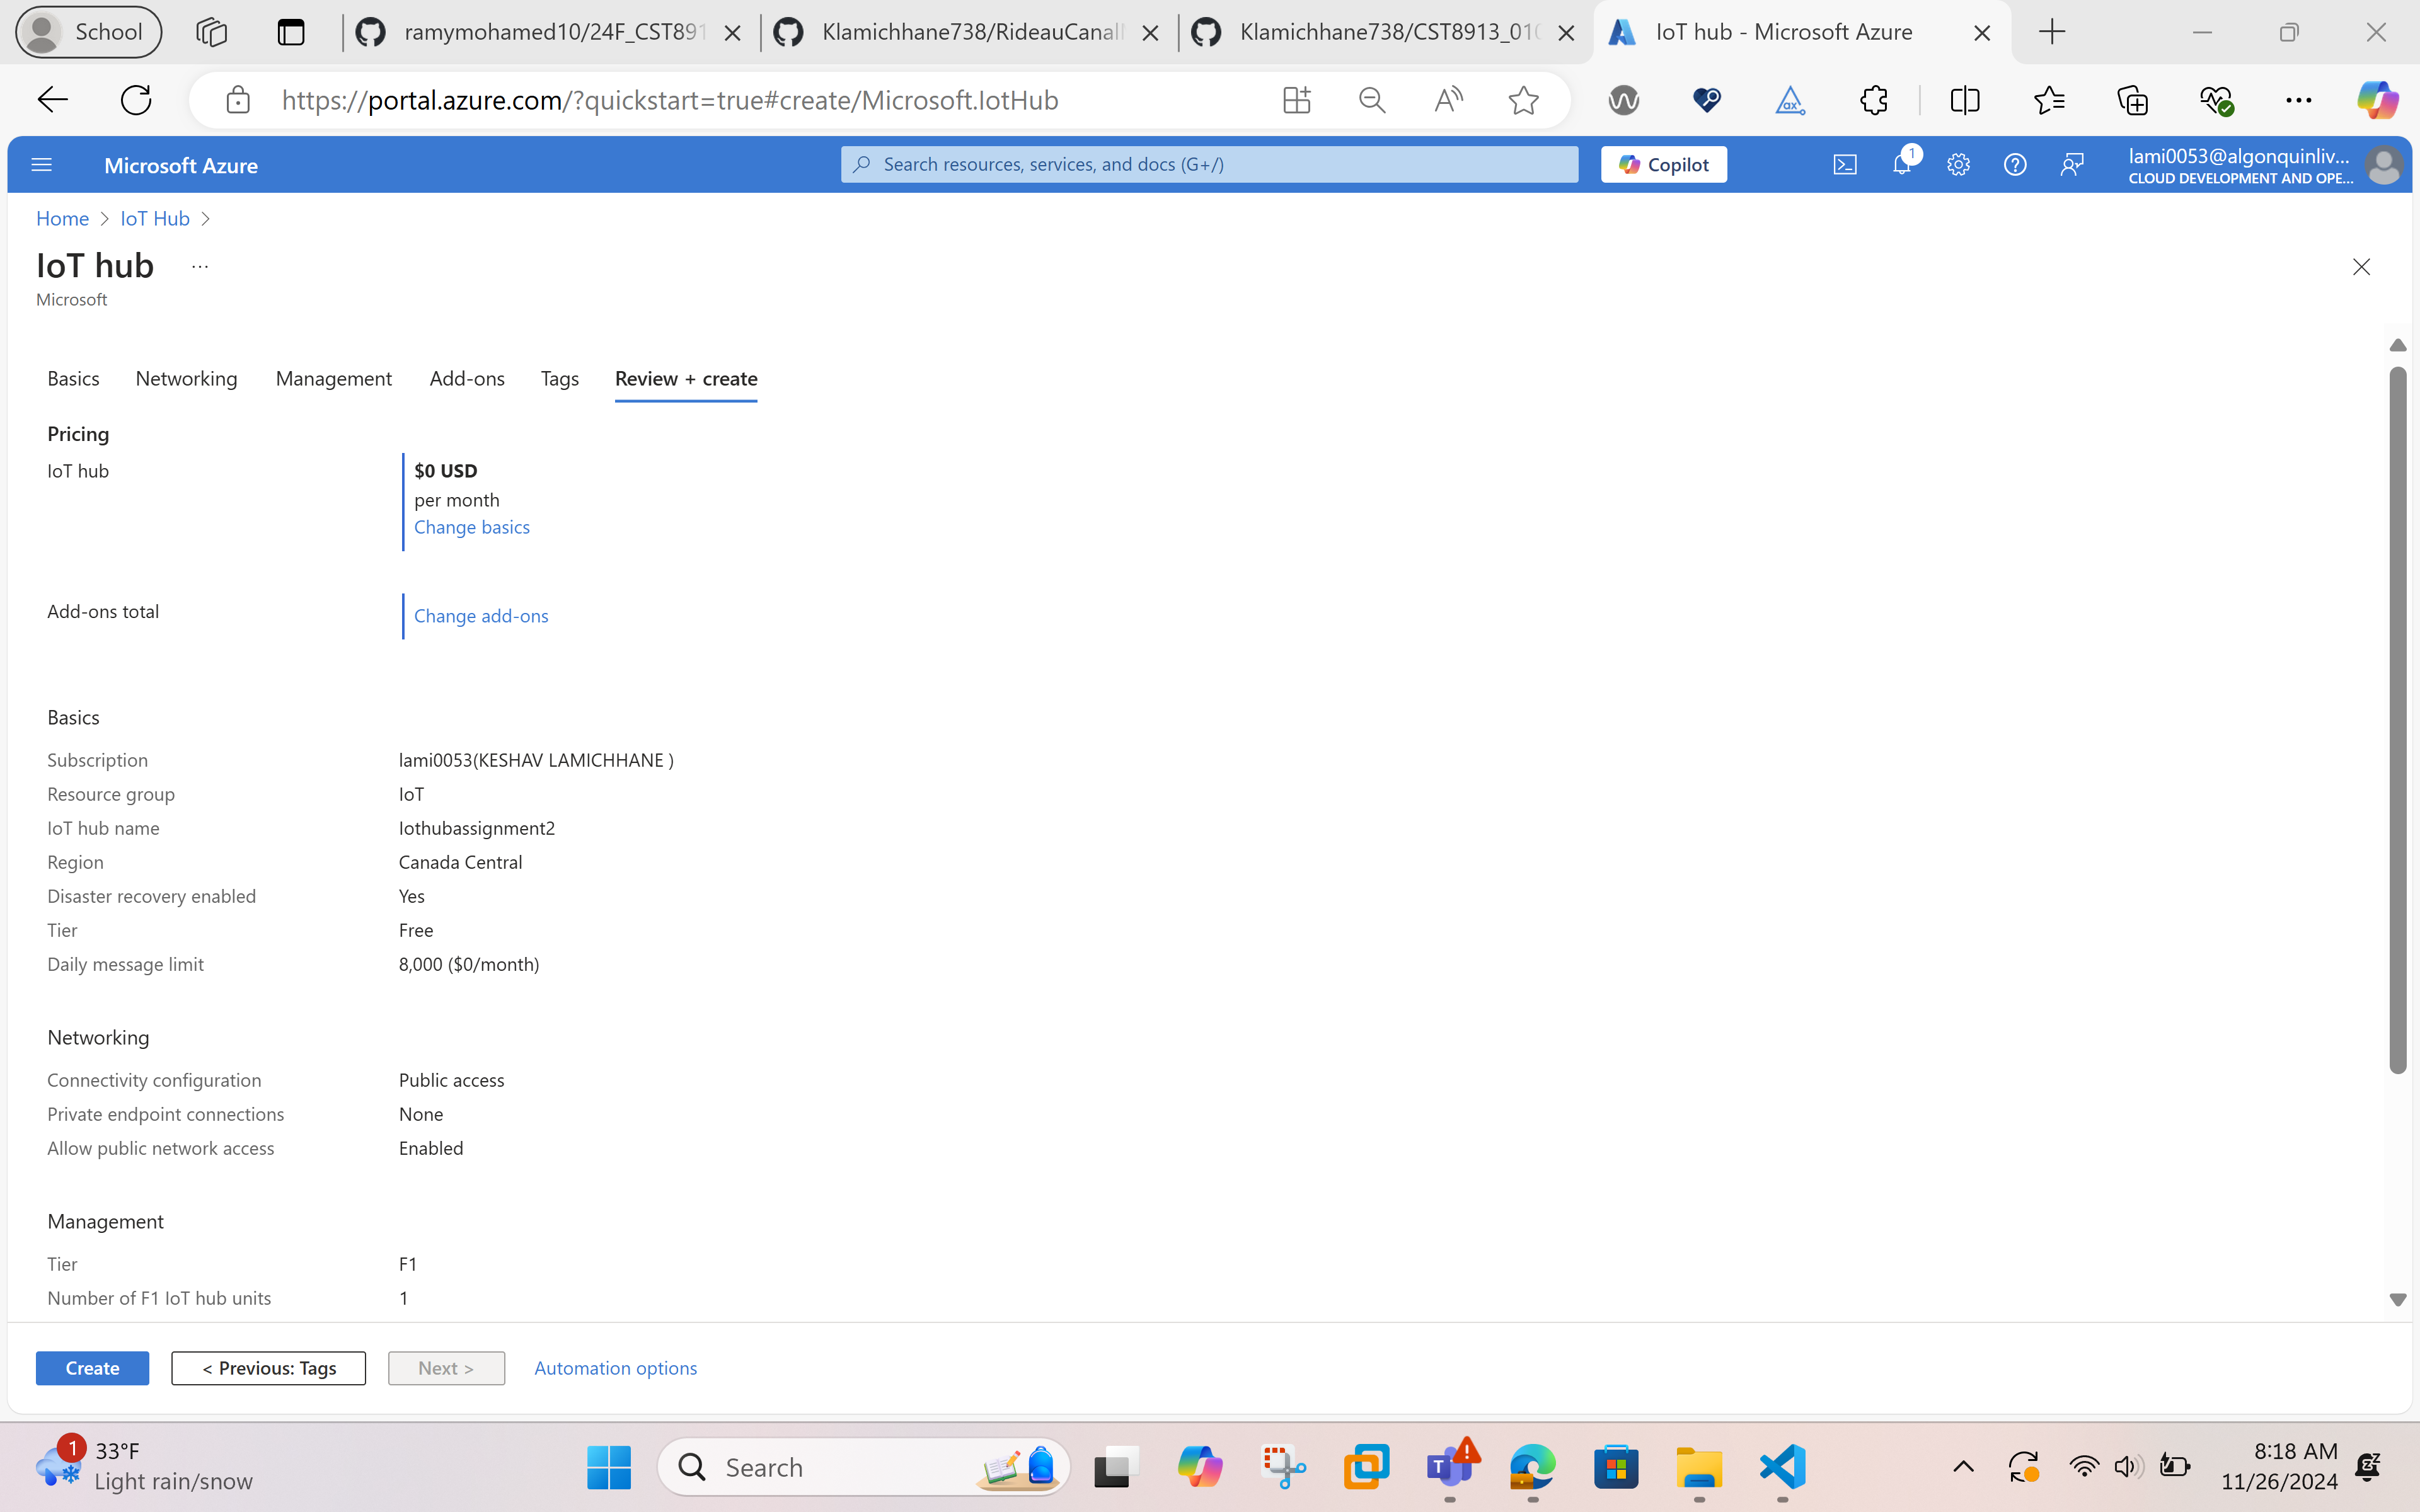 School
ramymohamed10/24F_CST891
Klamichhane738/RideauCanal
Klamichhane738/CST8913_010
IoT hub - Microsoft Azure
https://portal.azure.com/?quickstart=true#create/Microsoft.IotHub
Microsoft Azure
Search resources, services, and docs (G+/)
Copilot
1
lami0053@algonquinliv...
CLOUD DEVELOPMENT AND OPE...
Home > IoT Hub >
IoT hub ...
Microsoft
Basics Networking Management Add-ons Tags Review + create
Pricing
IoT hub $0 USD
per month
Change basics
Add-ons total Change add-ons
Basics
Subscription lami0053(KESHAV LAMICHHANE )
Resource group IoT
IoT hub name Iothubassignment2
Region Canada Central
Disaster recovery enabled Yes
Tier Free
Daily message limit 8,000 ($0/month)
Networking
Connectivity configuration Public access
Private endpoint connections None
Allow public network access Enabled
Management
Tier F1
Number of F1 IoT hub units 1
Create < Previous: Tags Next > Automation options
1
33°F
Light rain/snow
Search
8:18 AM
11/26/2024